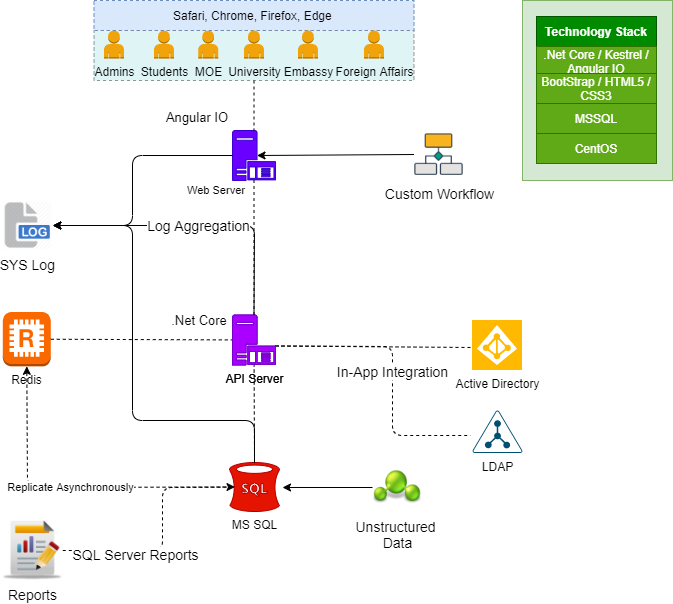 Safari, Chrome, Firefox, Edge
Admins Students MOE University Embassy Foreign Affairs
Technology Stack
.Net Core / Kestrel /
Angular IO
BootStrap / HTML5 /
CSS3
MSSQL
CentOS
Angular IO
Web Server
Custom Workflow
LOG
SYS Log
Log Aggregation
.Net Core
API Server
R
Redis
In-App Integration
Active Directory
LDAP
Replicate Asynchronously
SQL
MS SQL
Unstructured
Data
SQL Server Reports
Reports